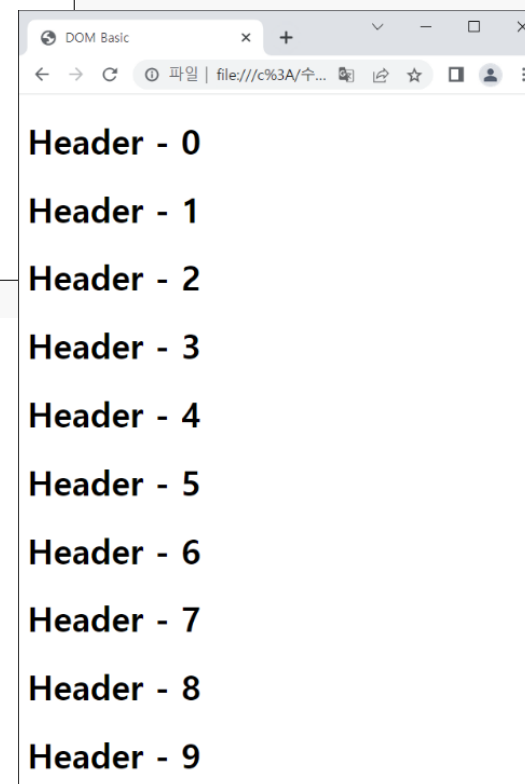 DOM Basic
파일 | file:///c%3A/수...
Header - 0
Header - 1
Header - 2
Header - 3
Header - 4
Header - 5
Header - 6
Header - 7
Header - 8
Header - 9